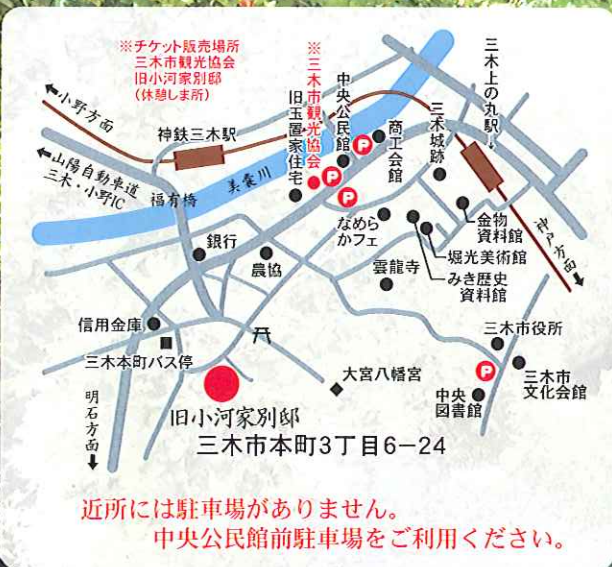 ※チケット販売場所
三木市観光協会
旧小河家別邸
(休憩しま所)
※三木市観光協会
旧玉置家住宅
中央公民館
商工会館
三木城跡
三木上の丸駅
小野方面
神鉄三木駅
山陽自動車道
三木・小野IC
福有橋
美嚢川
P
P
P
なめら
かフェ
金物
資料館
堀光美術館
みき歴史
資料館
神戸方面
銀行
農協
雲龍寺
信用金庫
三木本町バス停
大宮八幡宮
三木市役所
P
三木市
文化会館
中央
図書館
明石方面
旧小河家別邸
三木市本町3丁目6−24
近所には駐車場がありません。
中央公民館前駐車場をご利用ください。